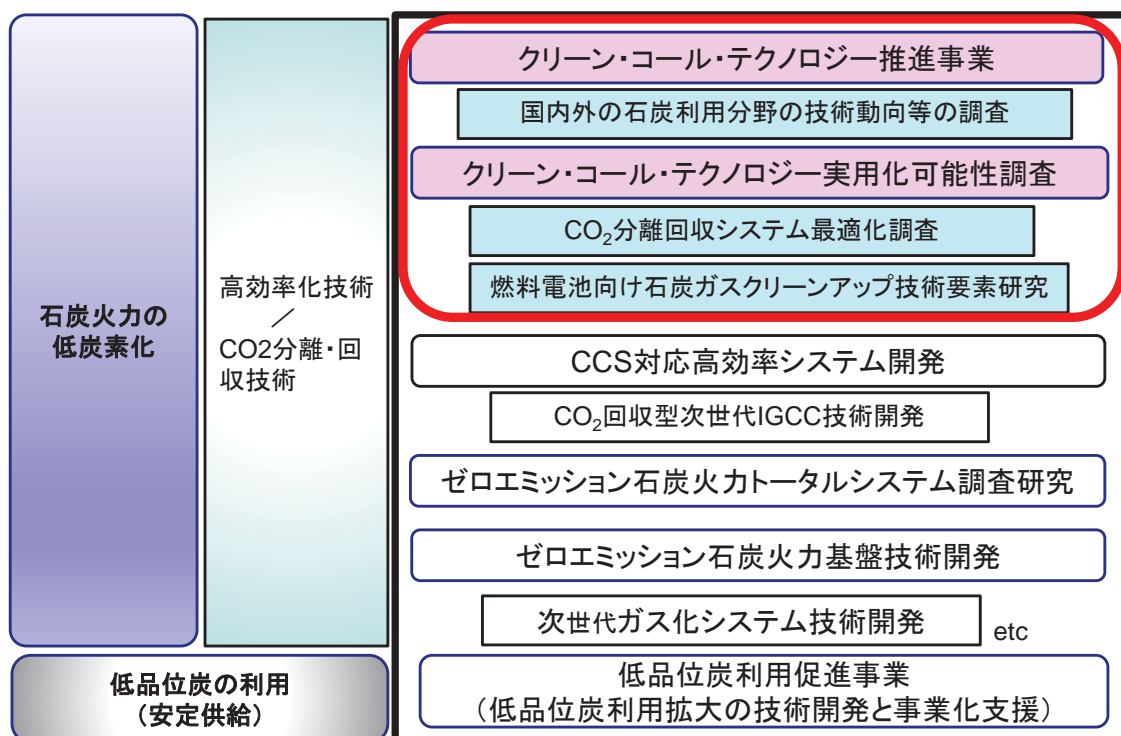 石炭火力の
低炭素化
高効率化技術
／
CO2分離・回
収技術
クリーン・コール・テクノロジー推進事業
国内外の石炭利用分野の技術動向等の調査
クリーン・コール・テクノロジー実用化可能性調査
CO₂分離回収システム最適化調査
燃料電池向け石炭ガスクリーンアップ技術要素研究
CCS対応高効率システム開発
CO₂回収型次世代IGCC技術開発
ゼロエミッション石炭火力トータルシステム調査研究
ゼロエミッション石炭火力基盤技術開発
次世代ガス化システム技術開発
etc
低品位炭の利用
（安定供給）
低品位炭利用促進事業
（低品位炭利用拡大の技術開発と事業化支援）